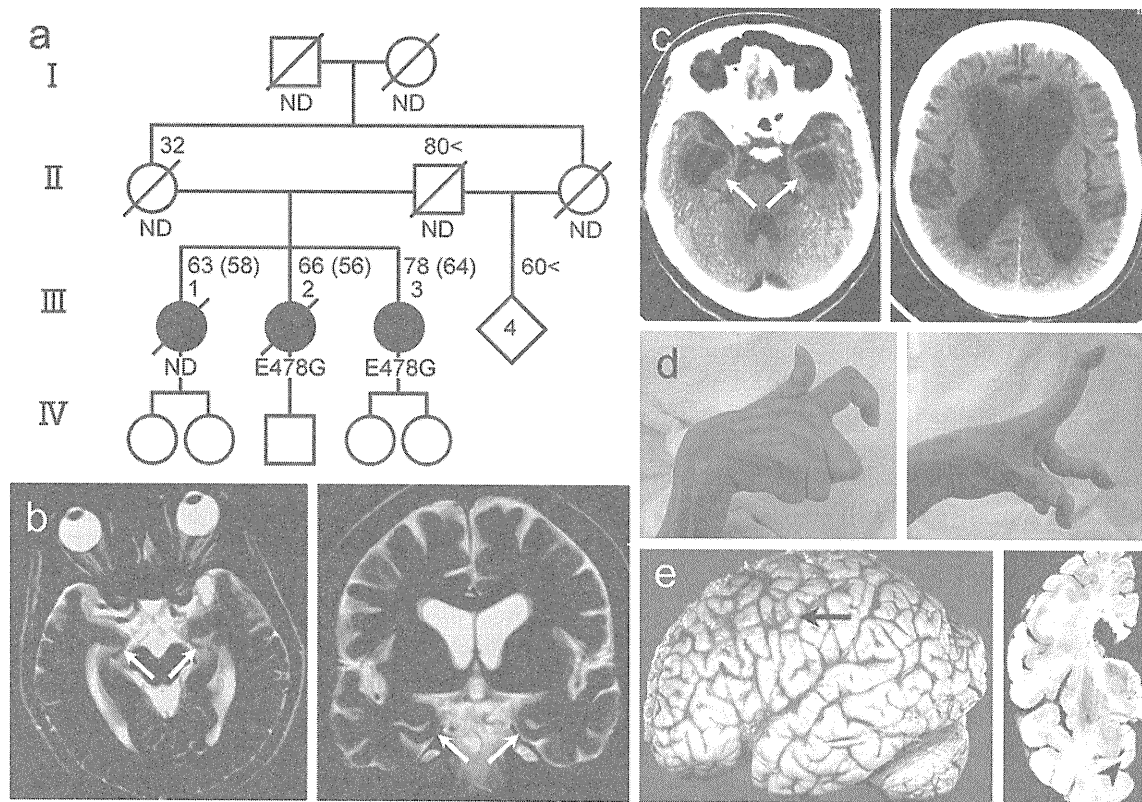 a
I
ND ND
32 80<
II
ND ND ND
63 (58) 66 (56) 78 (64) 60<
1 2 3
III
4
ND E478G E478G
IV
b
c
d
e